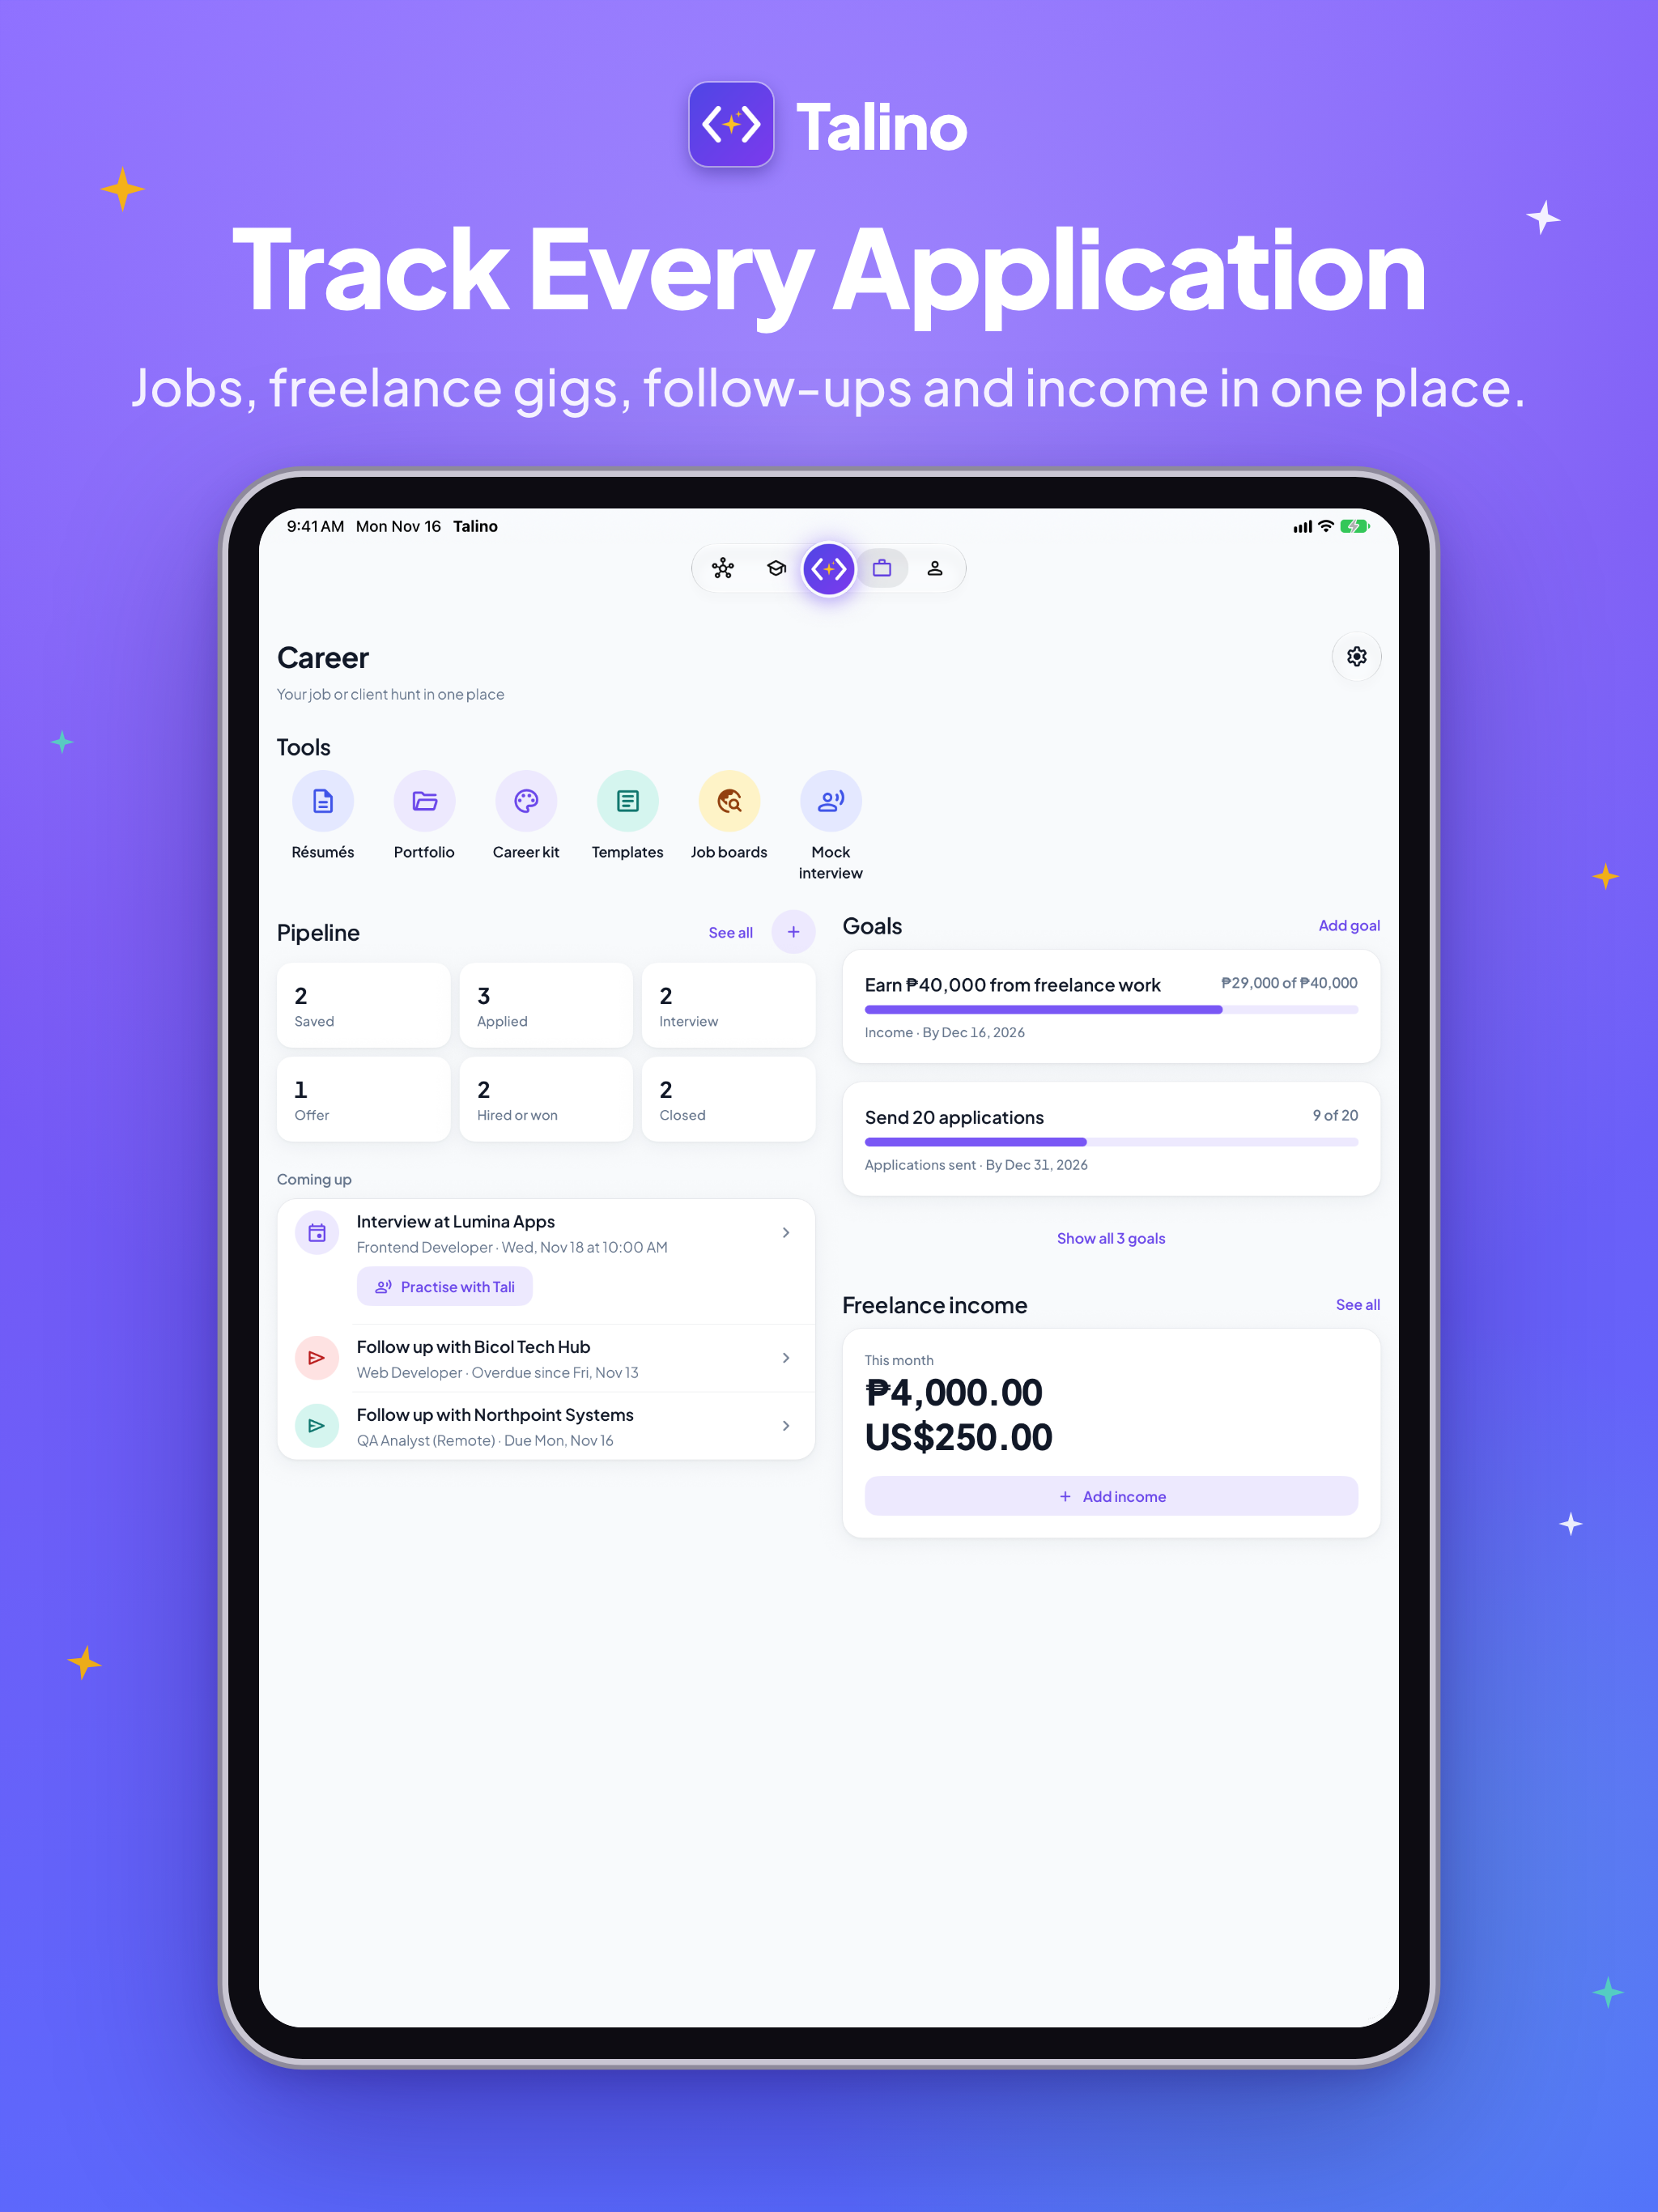 Talino
Track Every Application
Jobs, freelance gigs, follow-ups and income in one place.
9:41 AM Mon Nov 16 Talino
Career
Your job or client hunt in one place
Tools
Résumés
Portfolio
Career kit
Templates
Job boards
Mock
interview
Pipeline
See all
2
Saved
3
Applied
2
Interview
1
Offer
2
Hired or won
2
Closed
Coming up
Interview at Lumina Apps
Frontend Developer · Wed, Nov 18 at 10:00 AM
Practise with Tali
Follow up with Bicol Tech Hub
Web Developer · Overdue since Fri, Nov 13
Follow up with Northpoint Systems
QA Analyst (Remote) · Due Mon, Nov 16
Goals
Add goal
Earn ₱40,000 from freelance work
₱29,000 of ₱40,000
Income · By Dec 16, 2026
Send 20 applications
9 of 20
Applications sent · By Dec 31, 2026
Show all 3 goals
Freelance income
See all
This month
₱4,000.00
US$250.00
+ Add income